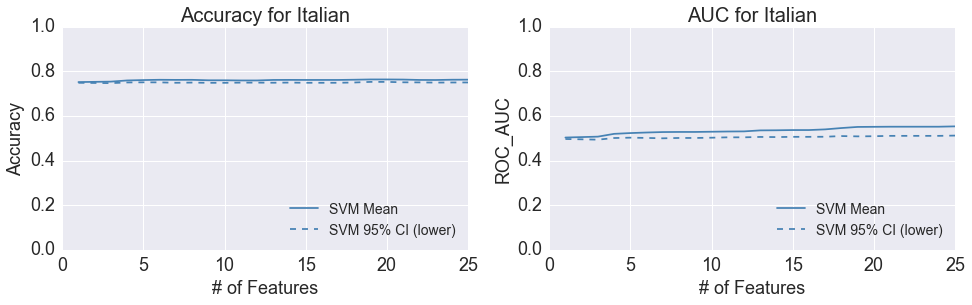 Accuracy for Italian
1.0
0.8
0.6
0.4
0.2
0.0
Accuracy
0 5 10 15 20 25
# of Features
SVM Mean
SVM 95% CI (lower)
AUC for Italian
1.0
0.8
0.6
0.4
0.2
0.0
ROC_AUC
0 5 10 15 20 25
# of Features
SVM Mean
SVM 95% CI (lower)